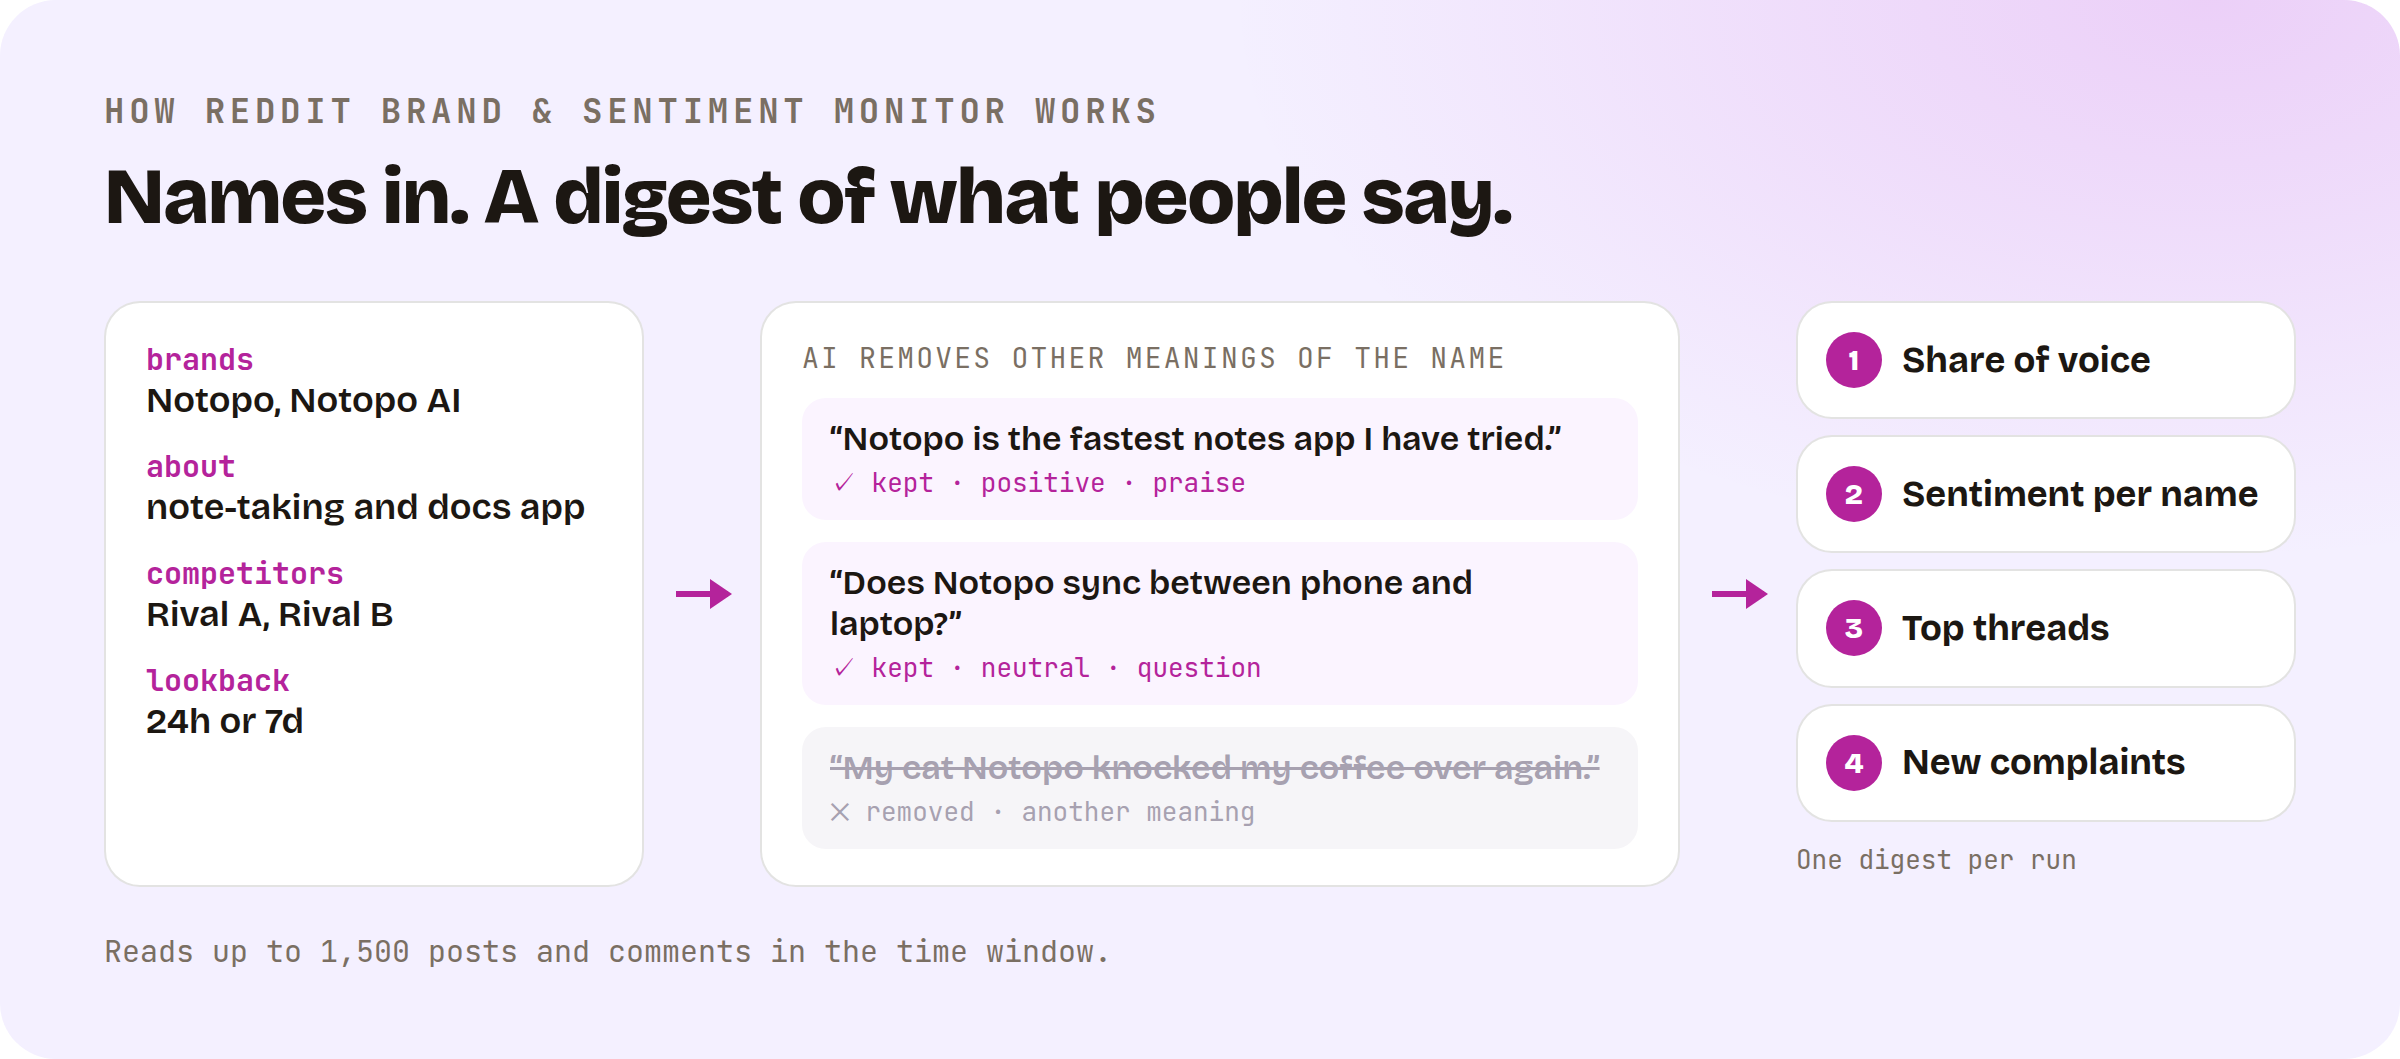 HOW REDDIT BRAND & SENTIMENT MONITOR WORKS
Names in. A digest of what people say.
brands
Notopo, Notopo AI
about
note-taking and docs app
competitors
Rival A, Rival B
lookback
24h or 7d
AI REMOVES OTHER MEANINGS OF THE NAME
“Notopo is the fastest notes app I have tried.”
✓ kept · positive · praise
“Does Notopo sync between phone and
laptop?”
✓ kept · neutral · question
“My cat Notopo knocked my coffee over again.”
✕ removed · another meaning
1 Share of voice
2 Sentiment per name
3 Top threads
4 New complaints
One digest per run
Reads up to 1,500 posts and comments in the time window.